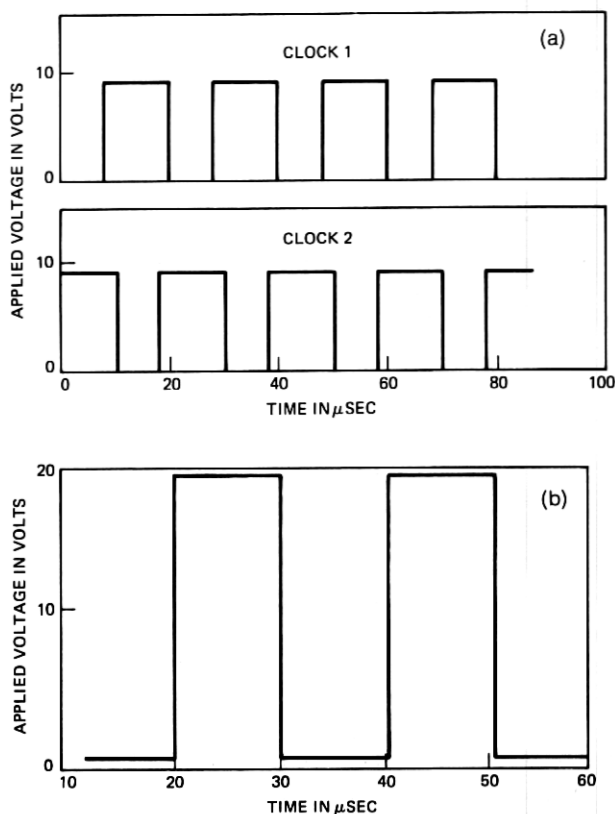 (a)
CLOCK 1
10
0
CLOCK 2
10
0
0 20 40 60 80 100
TIME IN μSEC
APPLIED VOLTAGE IN VOLTS
(b)
20
10
0
10 20 30 40 50 60
TIME IN μSEC
APPLIED VOLTAGE IN VOLTS